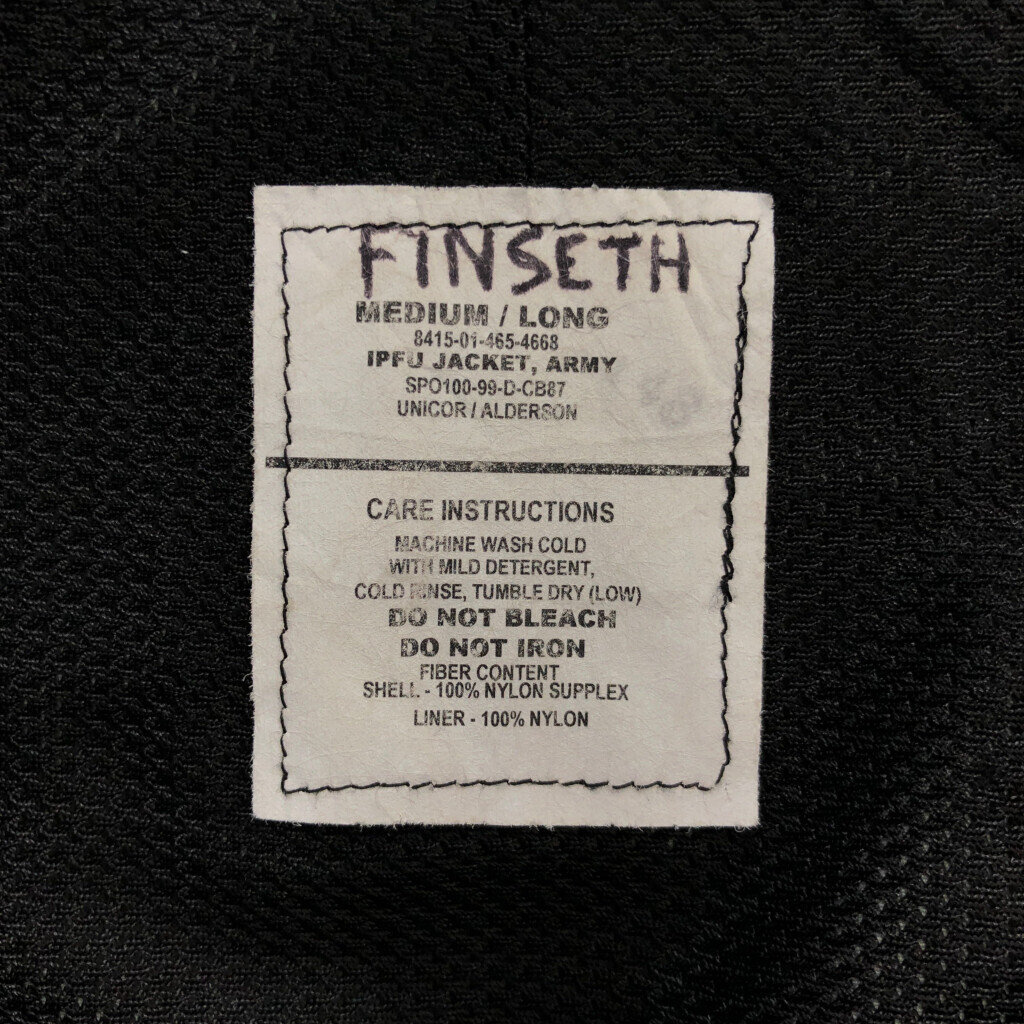 FINSETH
MEDIUM / LONG
8415-01-465-4668
IPFU JACKET, ARMY
SPO100-99-D-CB87
UNICOR / ALDERSON
CARE INSTRUCTIONS
MACHINE WASH COLD
WITH MILD DETERGENT,
COLD RINSE, TUMBLE DRY (LOW)
DO NOT BLEACH
DO NOT IRON
FIBER CONTENT
SHELL - 100% NYLON SUPPLEX
LINER - 100% NYLON